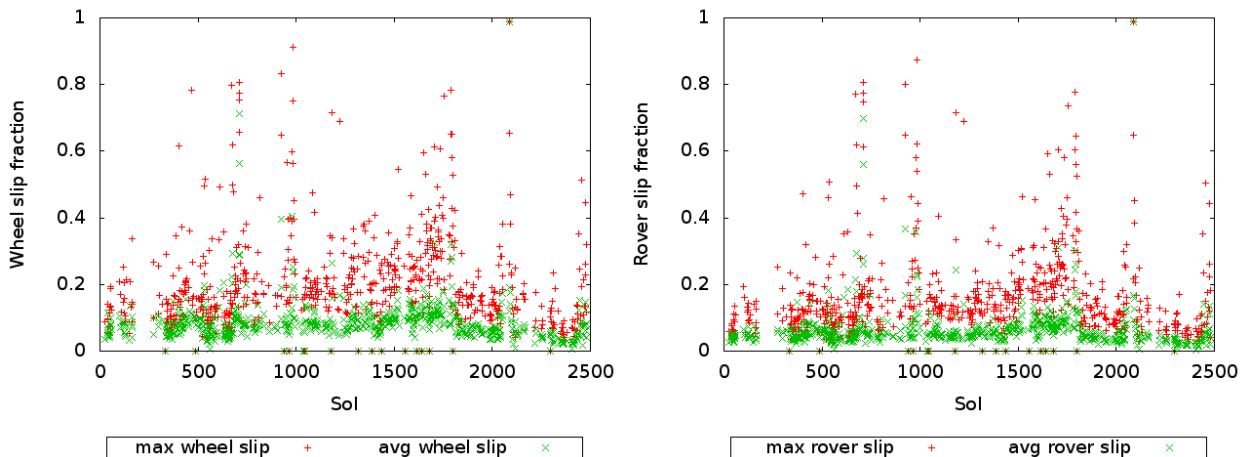 1
0.8
0.6
0.4
0.2
0
Wheel slip fraction
0 500 1000 1500 2000 2500
Sol
max wheel slip avg wheel slip
1
0.8
0.6
0.4
0.2
0
Rover slip fraction
0 500 1000 1500 2000 2500
Sol
max rover slip avg rover slip